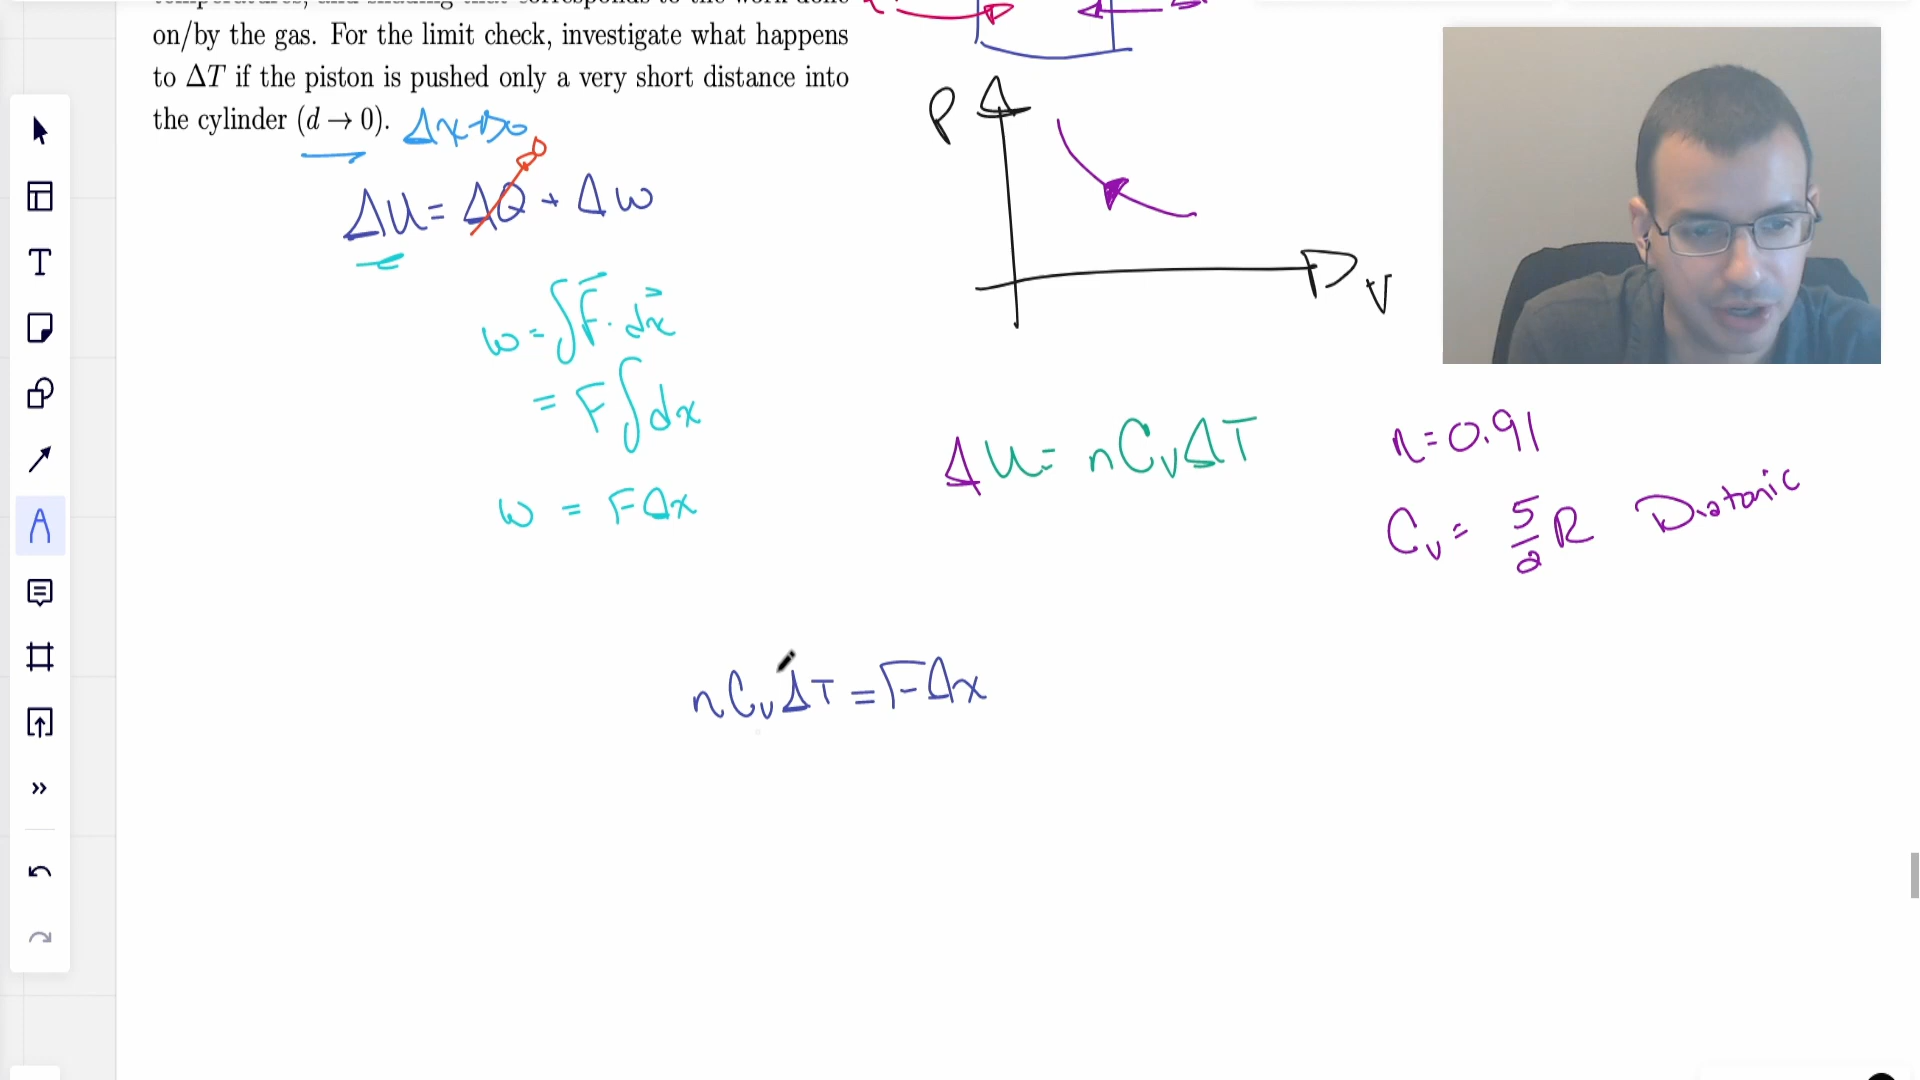 on/by the gas. For the limit check, investigate what happens
to ΔT if the piston is pushed only a very short distance into
the cylinder (d → 0). Δx→0
ΔU = ΔQ + ΔW
0
W = ∫F⃗ · dx⃗
= F∫dx
W = FΔx
P
V
ΔU = nCvΔT
n = 0.91
Cv = 5/2 R Diatomic
nCvΔT = FΔx